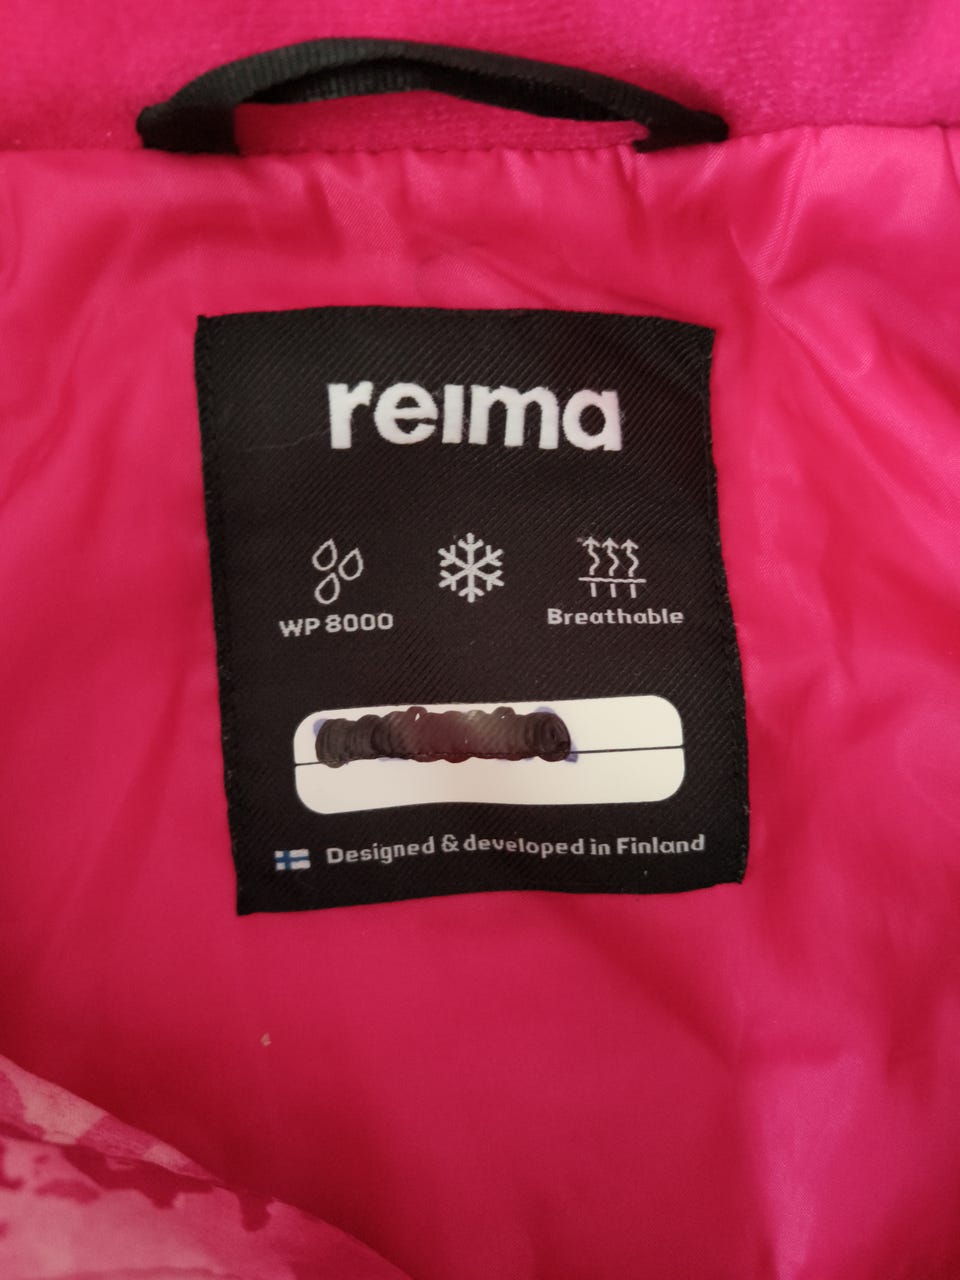 reima
WP 8000
Breathable
Designed & developed in Finland